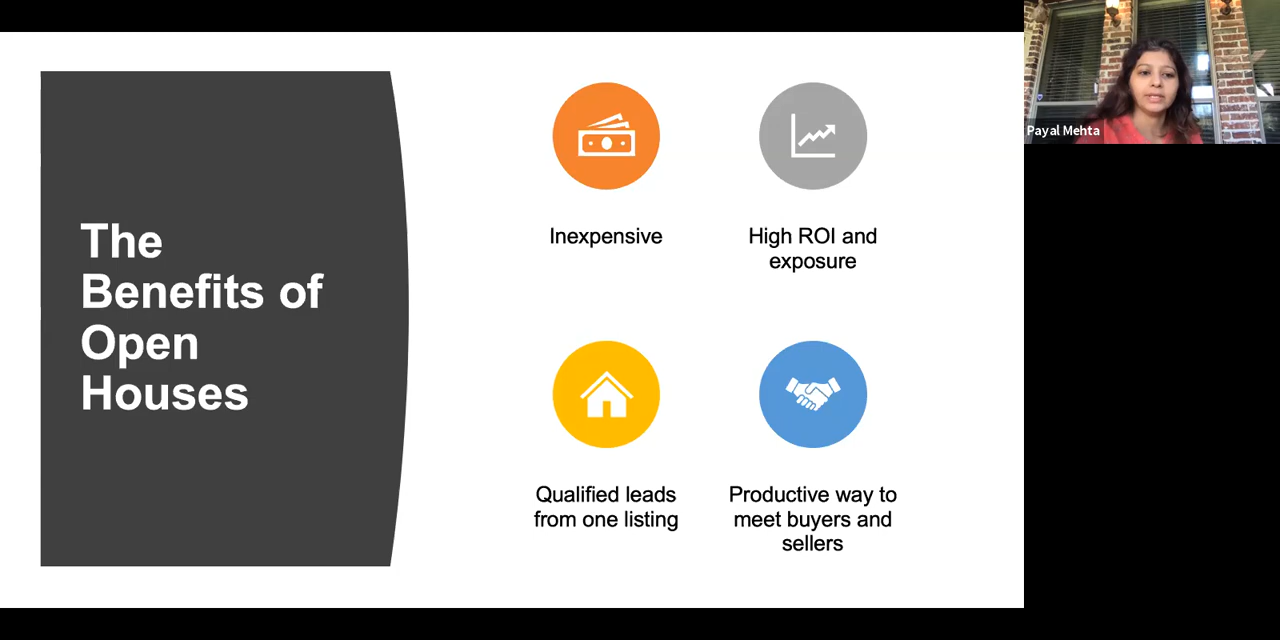 The
Benefits of
Open
Houses
Inexpensive
High ROI and
exposure
Qualified leads
from one listing
Productive way to
meet buyers and
sellers
Payal Mehta